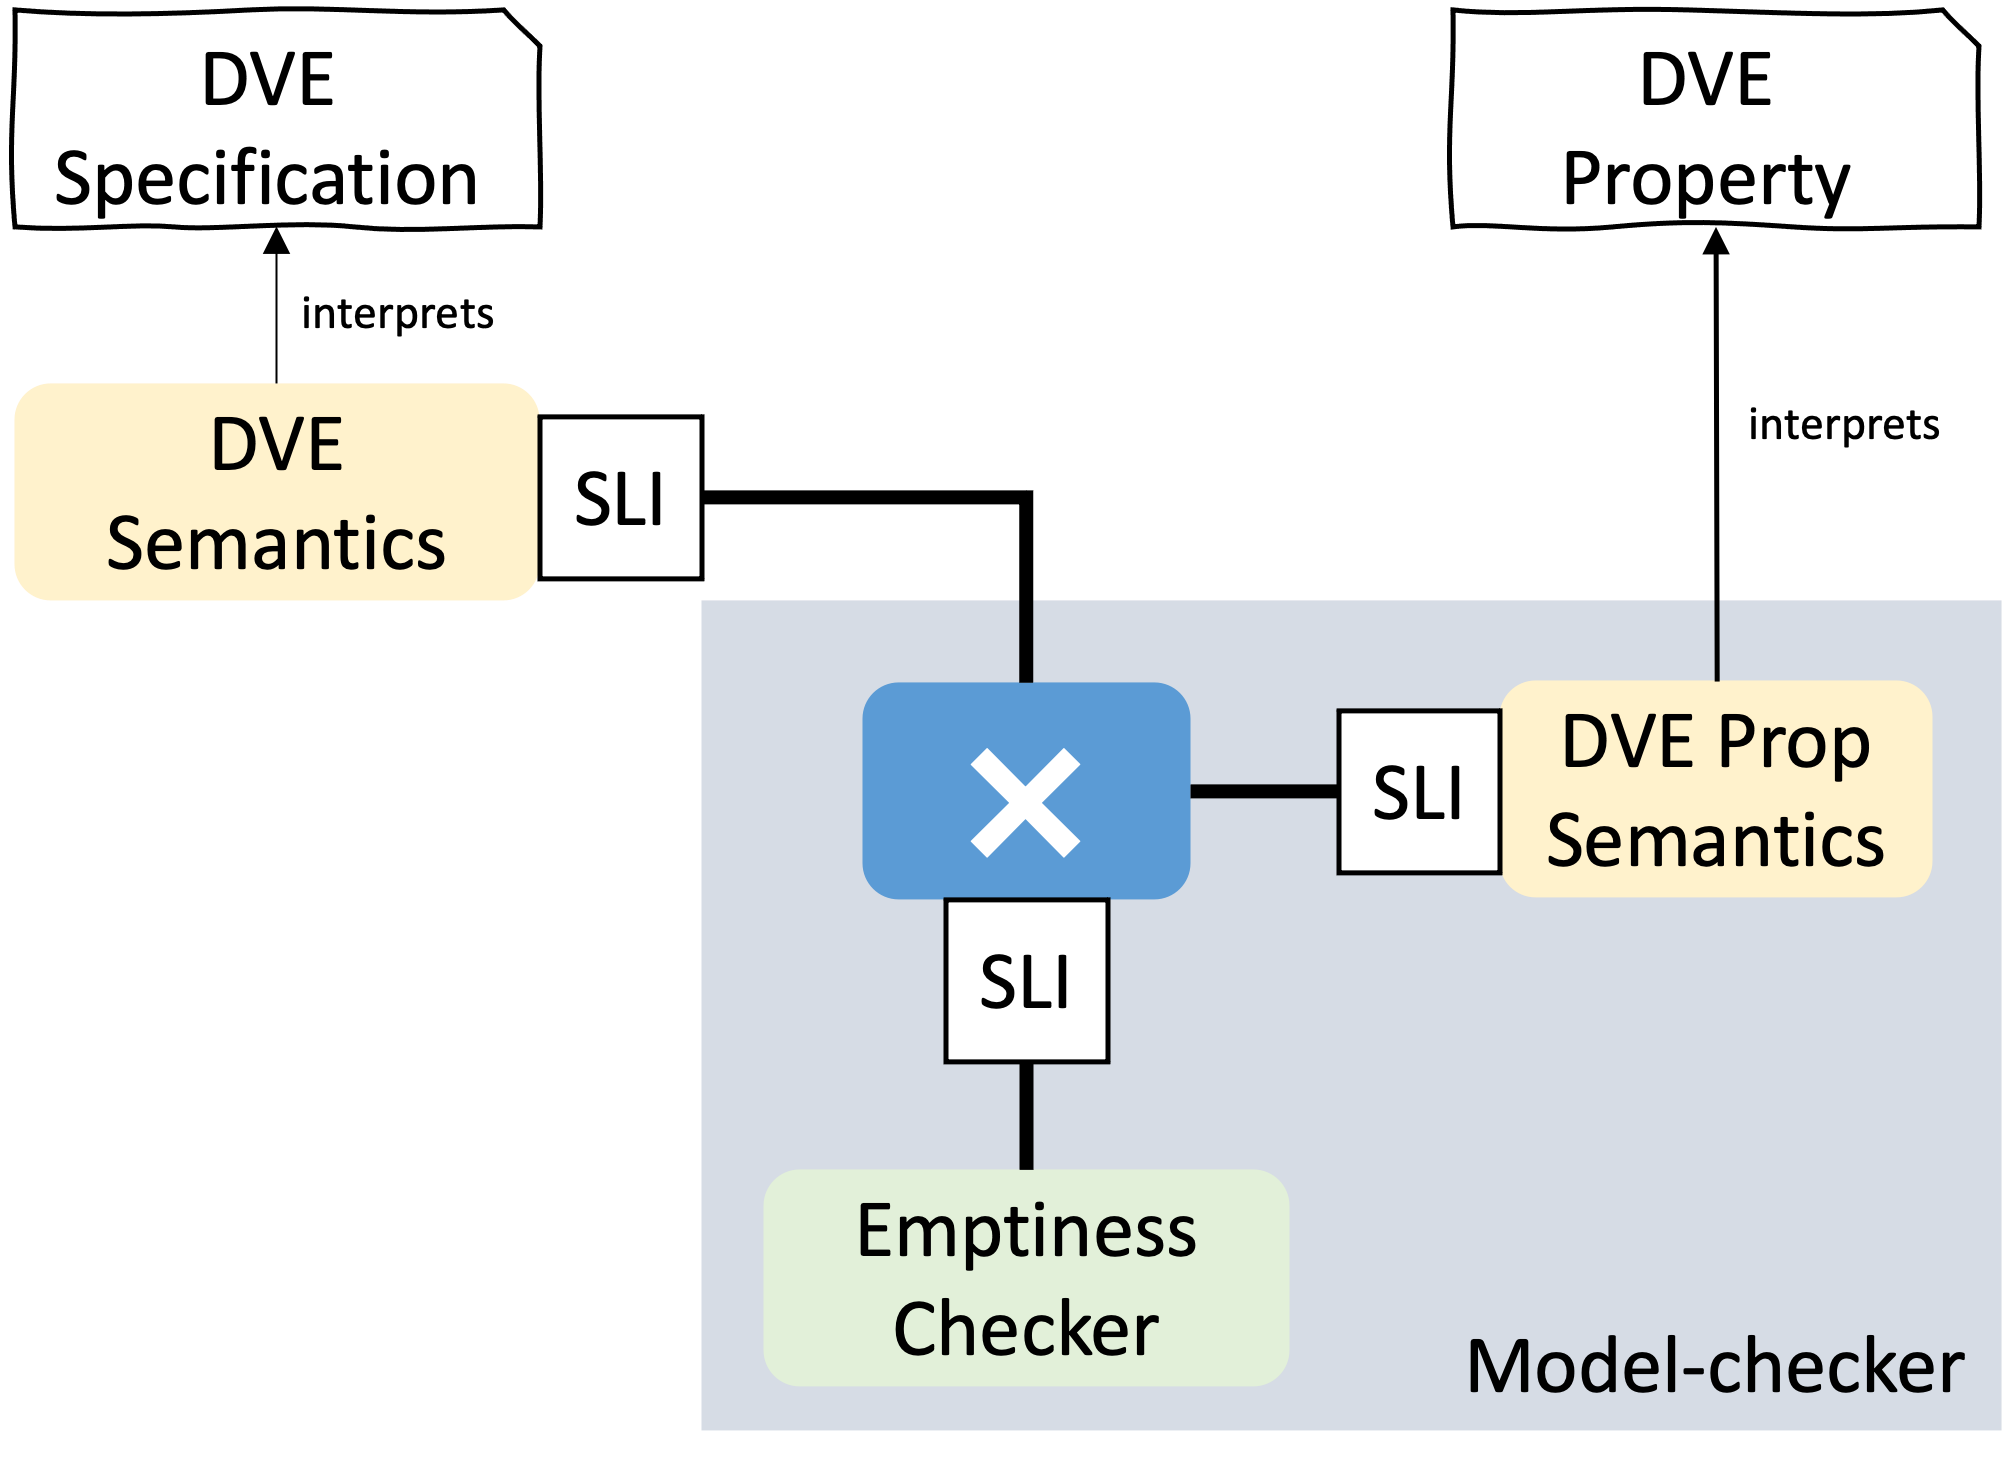 DVE
Specification
DVE
Property
interprets
interprets
DVE
Semantics
SLI
SLI
DVE Prop
Semantics
SLI
Emptiness
Checker
Model-checker